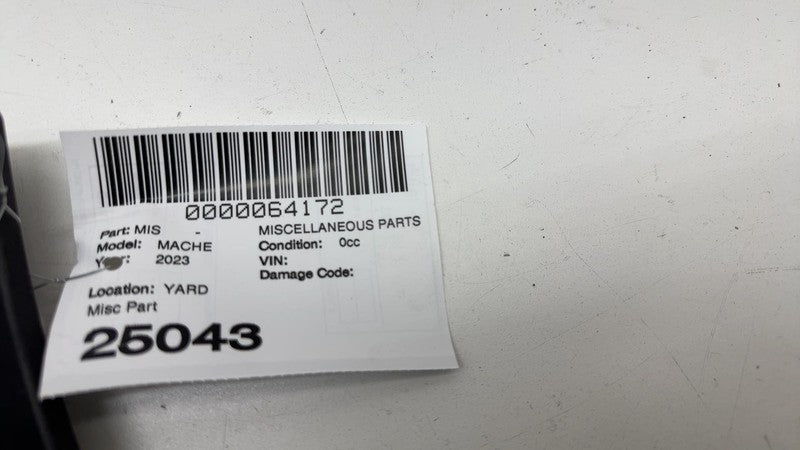 0000064172
Part: MIS - MISCELLANEOUS PARTS
Model: MACHE Condition: 0cc
2023 VIN:
Damage Code:
Location: YARD
Misc Part
25043